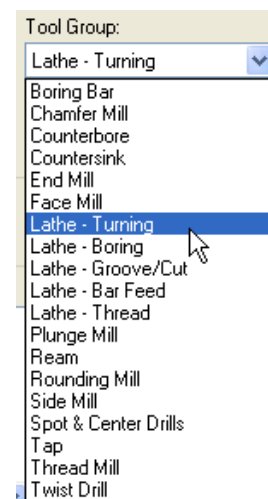 Tool Group:
Lathe - Turning
Boring Bar
Chamfer Mill
Counterbore
Countersink
End Mill
Face Mill
Lathe - Turning
Lathe - Boring
Lathe - Groove/Cut
Lathe - Bar Feed
Lathe - Thread
Plunge Mill
Ream
Rounding Mill
Side Mill
Spot & Center Drills
Tap
Thread Mill
Twist Drill